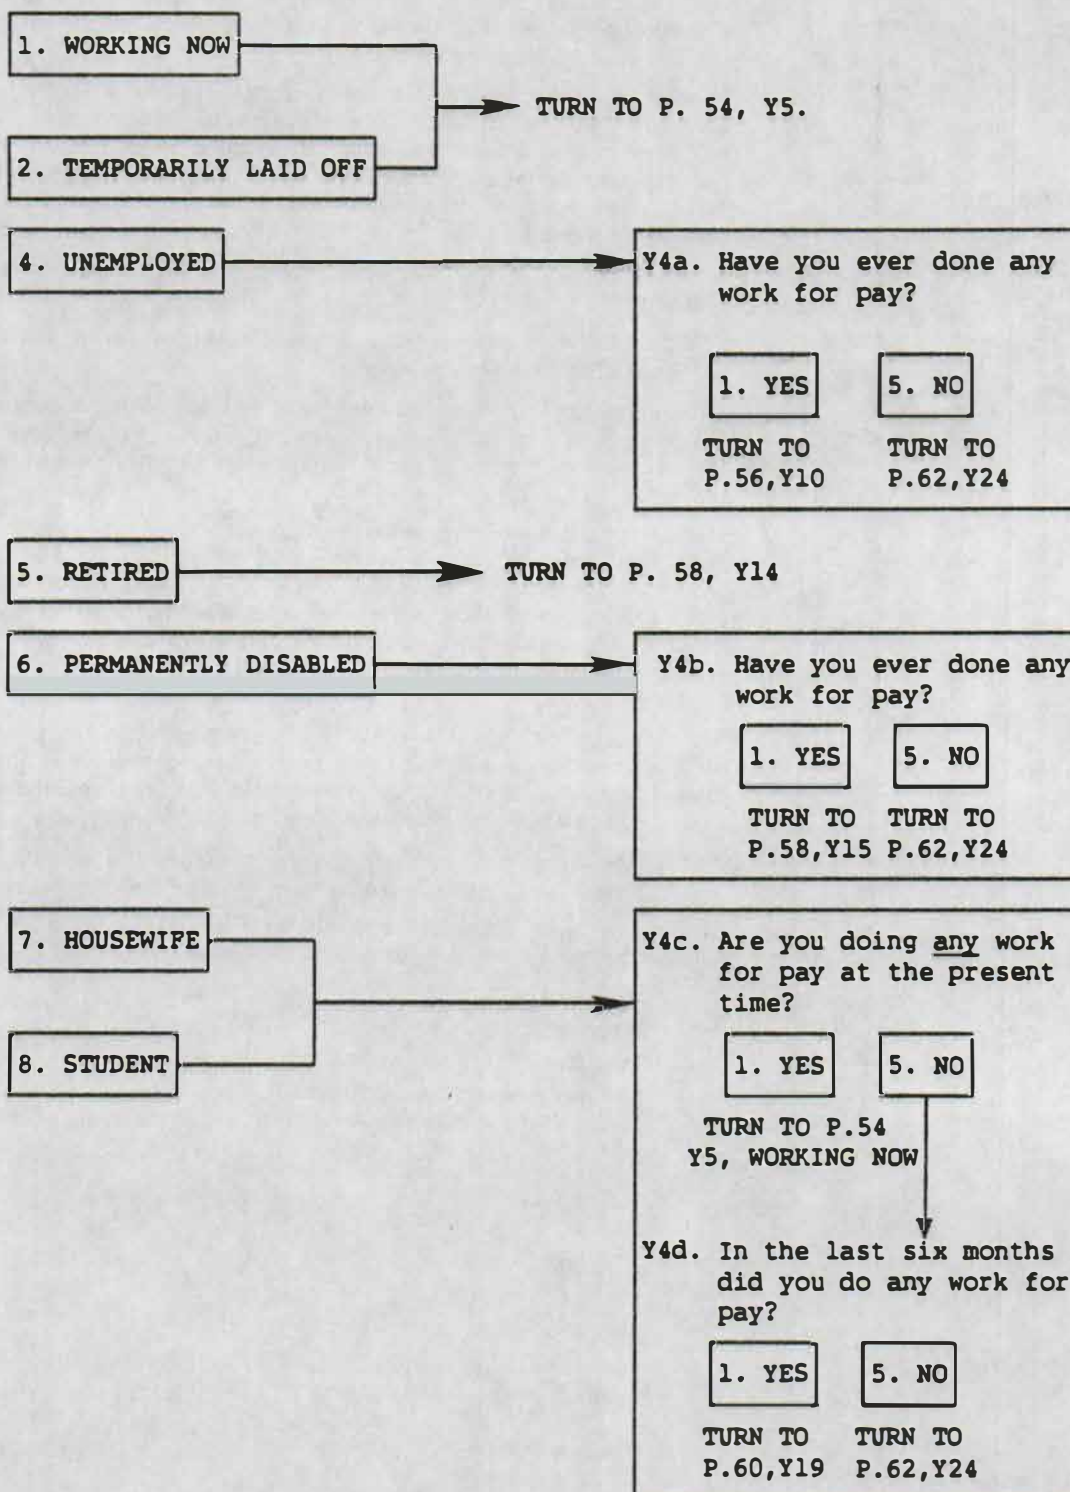 1. WORKING NOW
TURN TO P. 54, Y5.
2. TEMPORARILY LAID OFF
4. UNEMPLOYED
Y4a. Have you ever done any
work for pay?
1. YES 5. NO
TURN TO TURN TO
P.56,Y10 P.62,Y24
5. RETIRED
TURN TO P. 58, Y14
6. PERMANENTLY DISABLED
Y4b. Have you ever done any
work for pay?
1. YES 5. NO
TURN TO TURN TO
P.58,Y15 P.62,Y24
7. HOUSEWIFE
8. STUDENT
Y4c. Are you doing any work
for pay at the present
time?
1. YES 5. NO
TURN TO P.54
Y5, WORKING NOW
Y4d. In the last six months
did you do any work for
pay?
1. YES 5. NO
TURN TO TURN TO
P.60,Y19 P.62,Y24